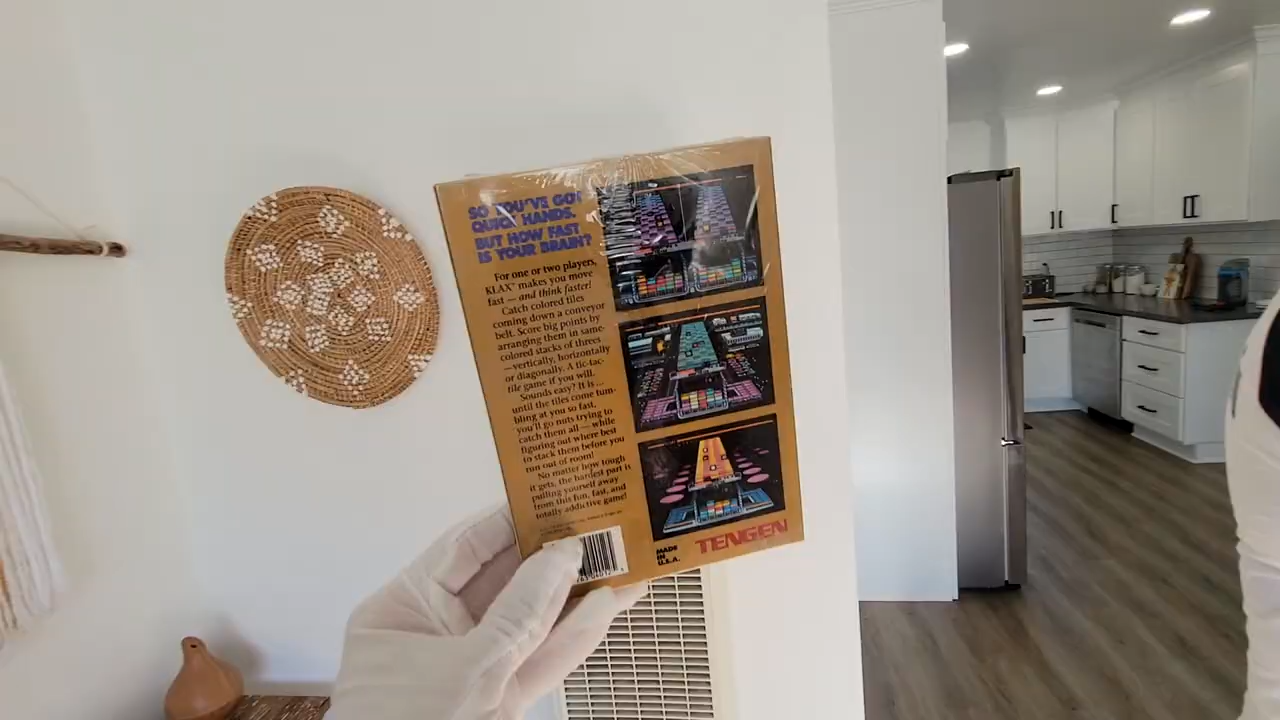 SO YOU'VE GOT
QUICK HANDS.
BUT HOW FAST
IS YOUR BRAIN?
For one or two players,
KLAX™ makes you move
fast — and think faster!
Catch colored tiles
coming down a conveyor
belt. Score big points by
arranging them in same-
colored stacks of threes
—vertically, horizontally
or diagonally. A tic-tac-
tile game if you will.
Sounds easy? It is ...
until the tiles come tum-
bling at you so fast,
you'll go nuts trying to
catch them all — while
figuring out where best
to stack them before you
run out of room!
No matter how tough
it gets, the hardest part is
pulling yourself away
from this fun, fast, and
totally addictive game!
MADE
IN
U.S.A.
TENGEN